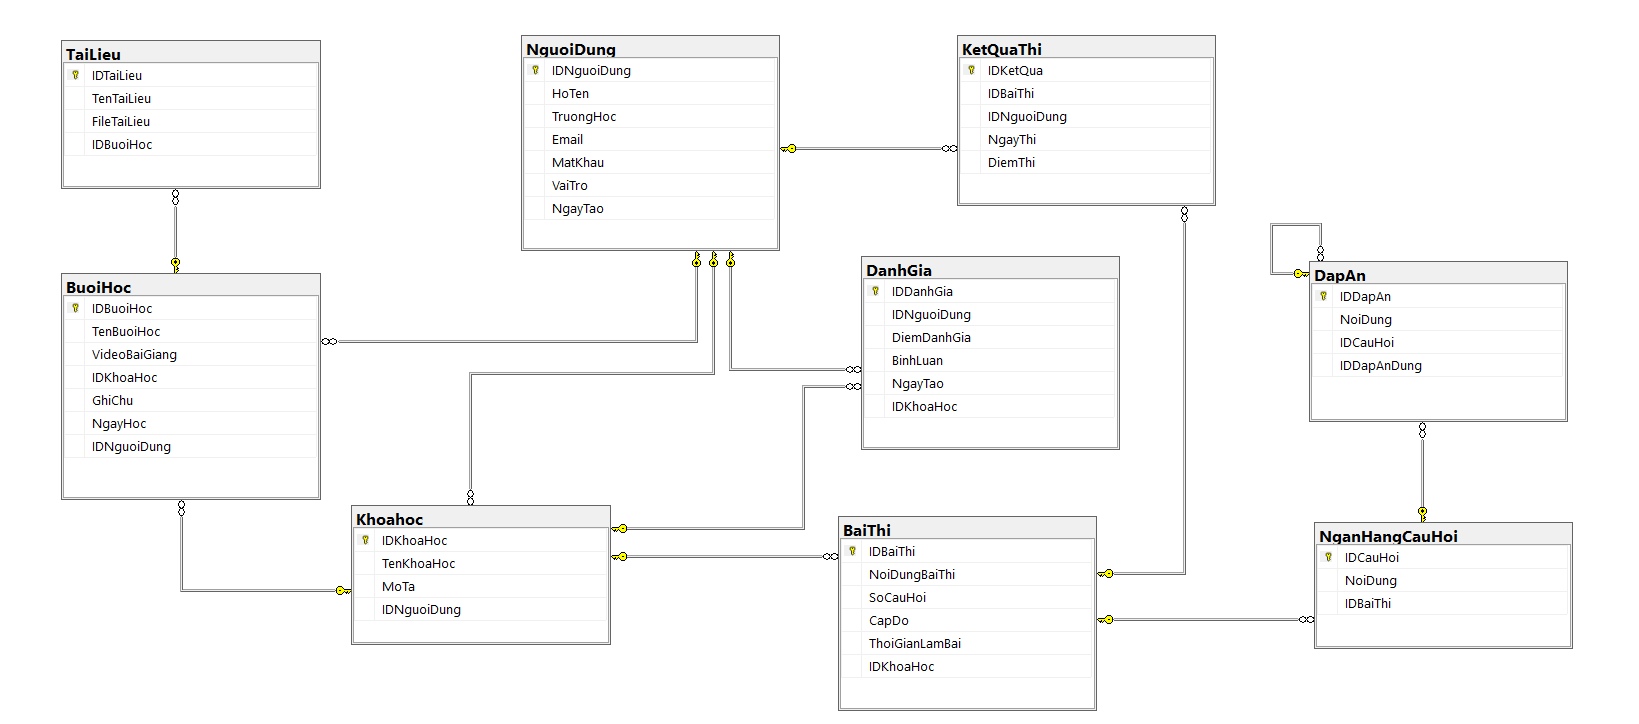 TaiLieu
IDTaiLieu
TenTaiLieu
FileTaiLieu
IDBuoiHoc
NguoiDung
IDNguoiDung
HoTen
TruongHoc
Email
MatKhau
VaiTro
NgayTao
KetQuaThi
IDKetQua
IDBaiThi
IDNguoiDung
NgayThi
DiemThi
BuoiHoc
IDBuoiHoc
TenBuoiHoc
VideoBaiGiang
IDKhoaHoc
GhiChu
NgayHoc
IDNguoiDung
DanhGia
IDDanhGia
IDNguoiDung
DiemDanhGia
BinhLuan
NgayTao
IDKhoaHoc
DapAn
IDDapAn
NoiDung
IDCauHoi
IDDapAnDung
Khoahoc
IDKhoaHoc
TenKhoaHoc
MoTa
IDNguoiDung
BaiThi
IDBaiThi
NoiDungBaiThi
SoCauHoi
CapDo
ThoiGianLamBai
IDKhoaHoc
NganHangCauHoi
IDCauHoi
NoiDung
IDBaiThi